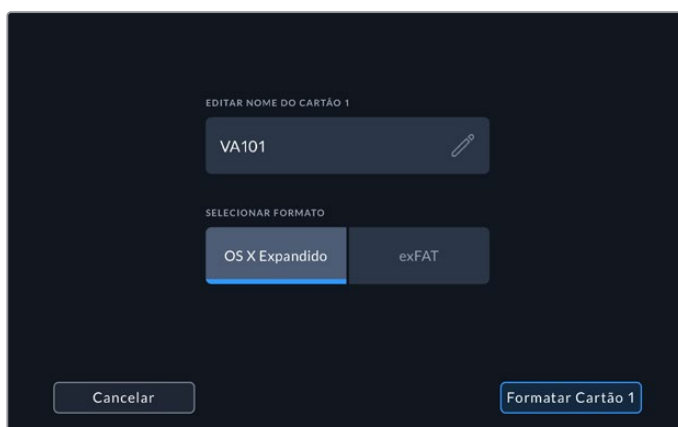 EDITAR NOME DO CARTÃO 1
VA101
SELECIONAR FORMATO
OS X Expandido exFAT
Cancelar Formatar Cartão 1